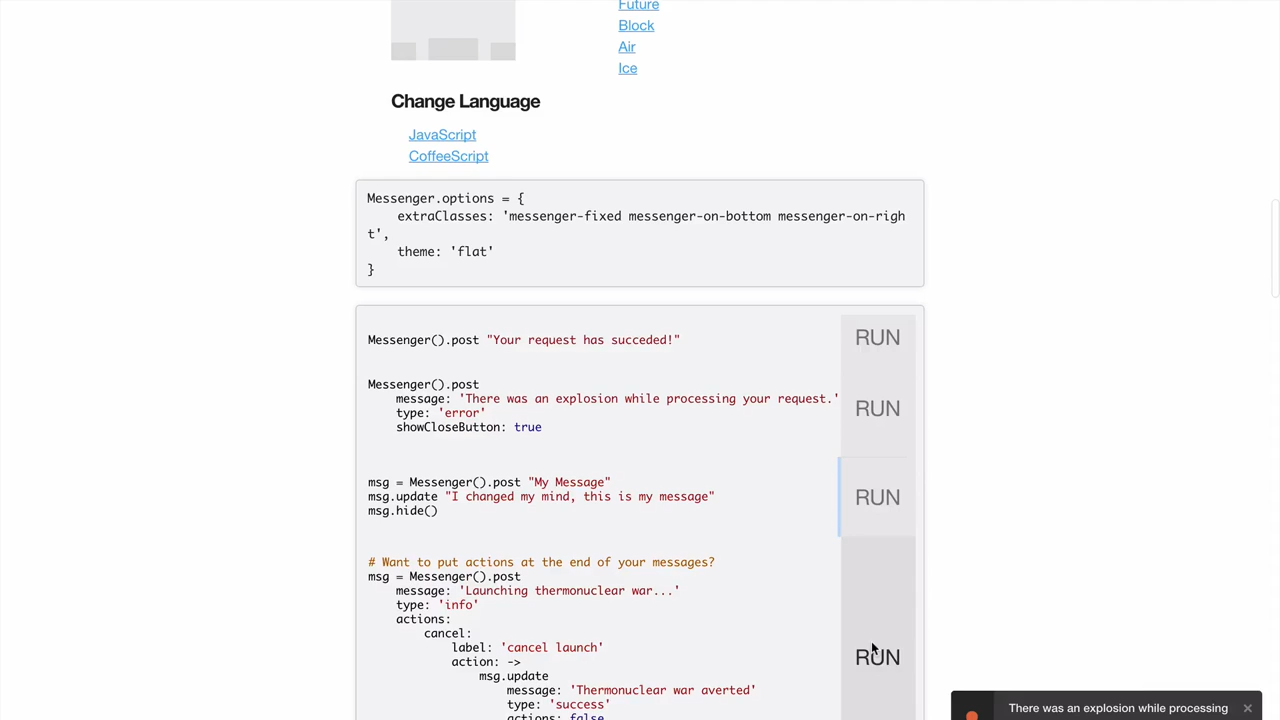 Future
Block
Air
Ice
Change Language
JavaScript
CoffeeScript
Messenger.options = {
    extraClasses: 'messenger-fixed messenger-on-bottom messenger-on-righ
t',
    theme: 'flat'
}
Messenger().post "Your request has succeded!"
RUN
Messenger().post
    message: 'There was an explosion while processing your request.'
    type: 'error'
    showCloseButton: true
RUN
msg = Messenger().post "My Message"
msg.update "I changed my mind, this is my message"
msg.hide()
RUN
# Want to put actions at the end of your messages?
msg = Messenger().post
    message: 'Launching thermonuclear war...'
    type: 'info'
    actions:
        cancel:
            label: 'cancel launch'
            action: ->
                msg.update
                    message: 'Thermonuclear war averted'
                    type: 'success'
                    actions: false
RUN
There was an explosion while processing ×